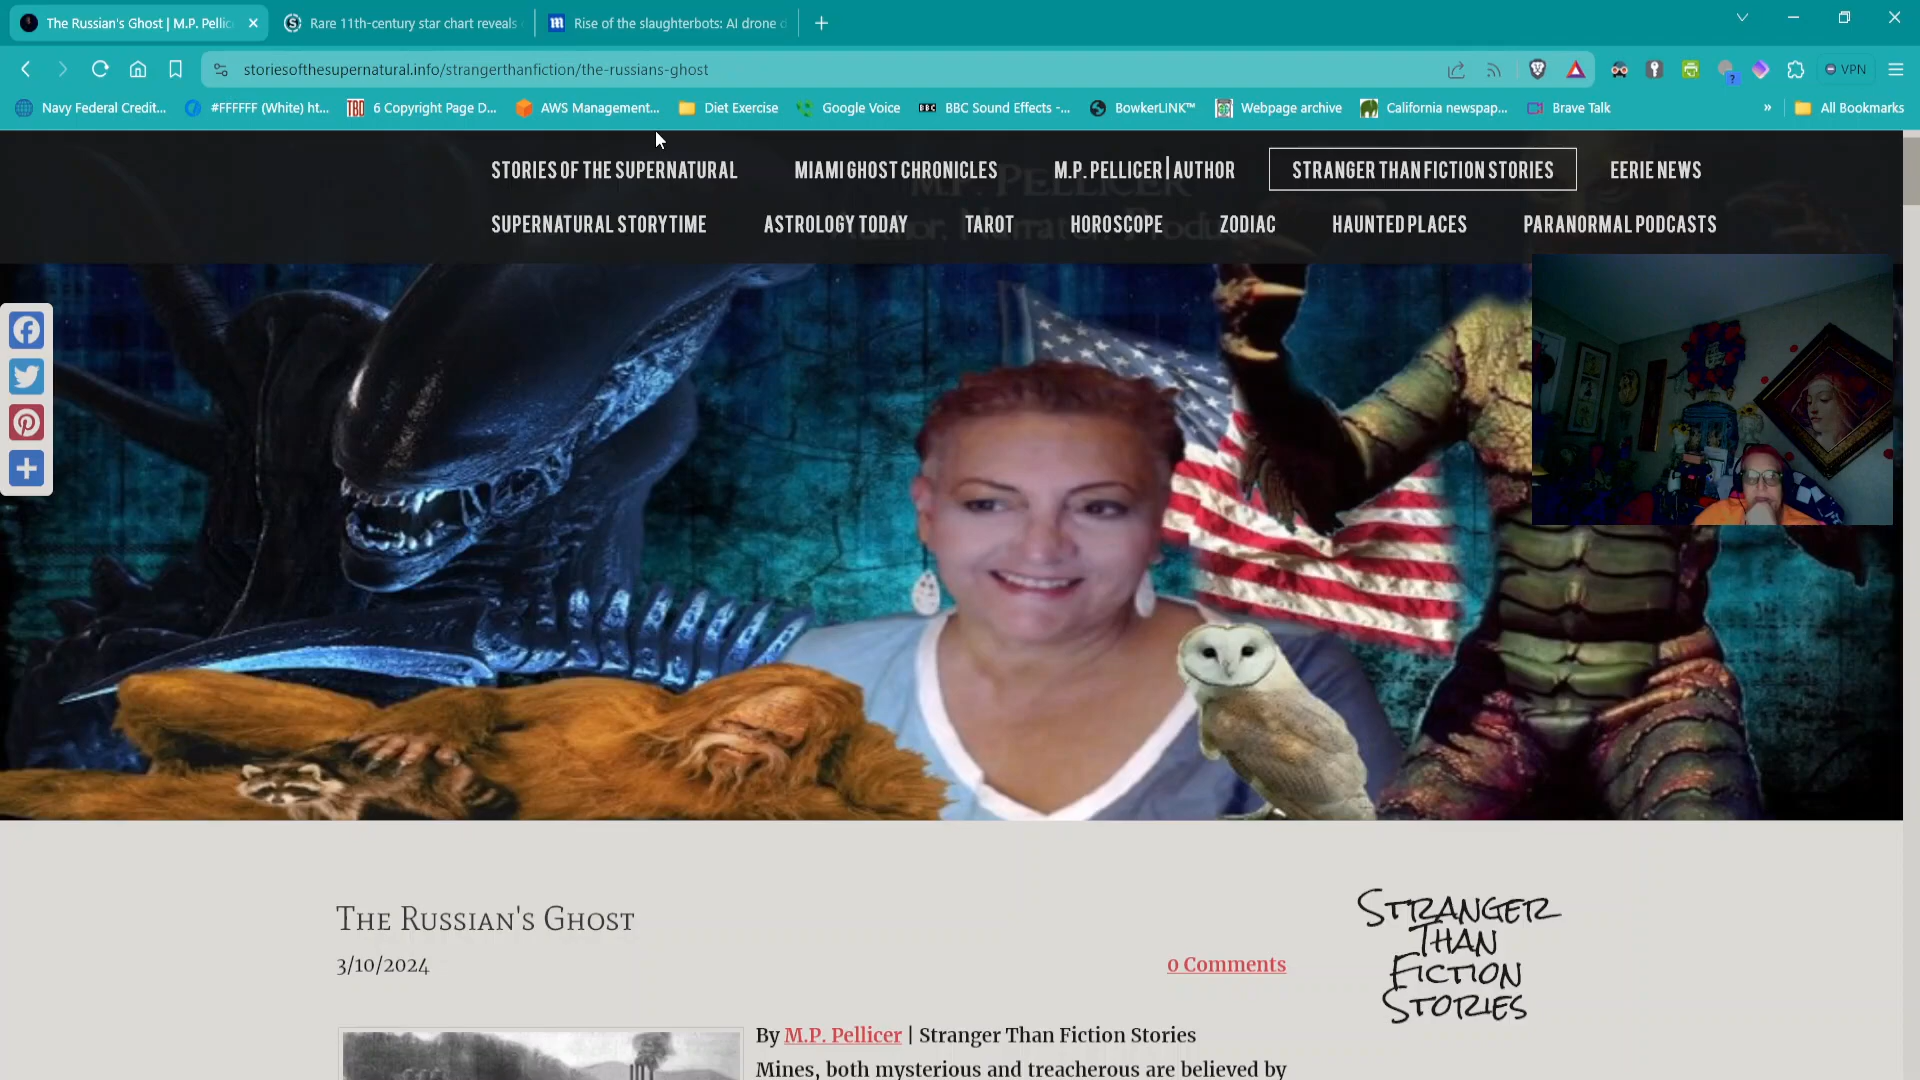 The Russian's Ghost | M.P. Pellic
Rare 11th-century star chart reveals
Rise of the slaughterbots: AI drone
storiesofthesupernatural.info/strangerthanfiction/the-russians-ghost
VPN
Navy Federal Credit...
#FFFFFF (White) ht...
6 Copyright Page D...
AWS Management...
Diet Exercise
Google Voice
BBC Sound Effects -...
BowkerLINK™
Webpage archive
California newspap...
Brave Talk
» All Bookmarks
STORIES OF THE SUPERNATURAL
MIAMI GHOST CHRONICLES
M.P. PELLICER | AUTHOR
STRANGER THAN FICTION STORIES
EERIE NEWS
SUPERNATURAL STORYTIME
ASTROLOGY TODAY
TAROT
HOROSCOPE
ZODIAC
HAUNTED PLACES
PARANORMAL PODCASTS
The Russian's Ghost
3/10/2024
0 Comments
Stranger
Than
Fiction
Stories
By M.P. Pellicer | Stranger Than Fiction Stories
Mines, both mysterious and treacherous are believed by